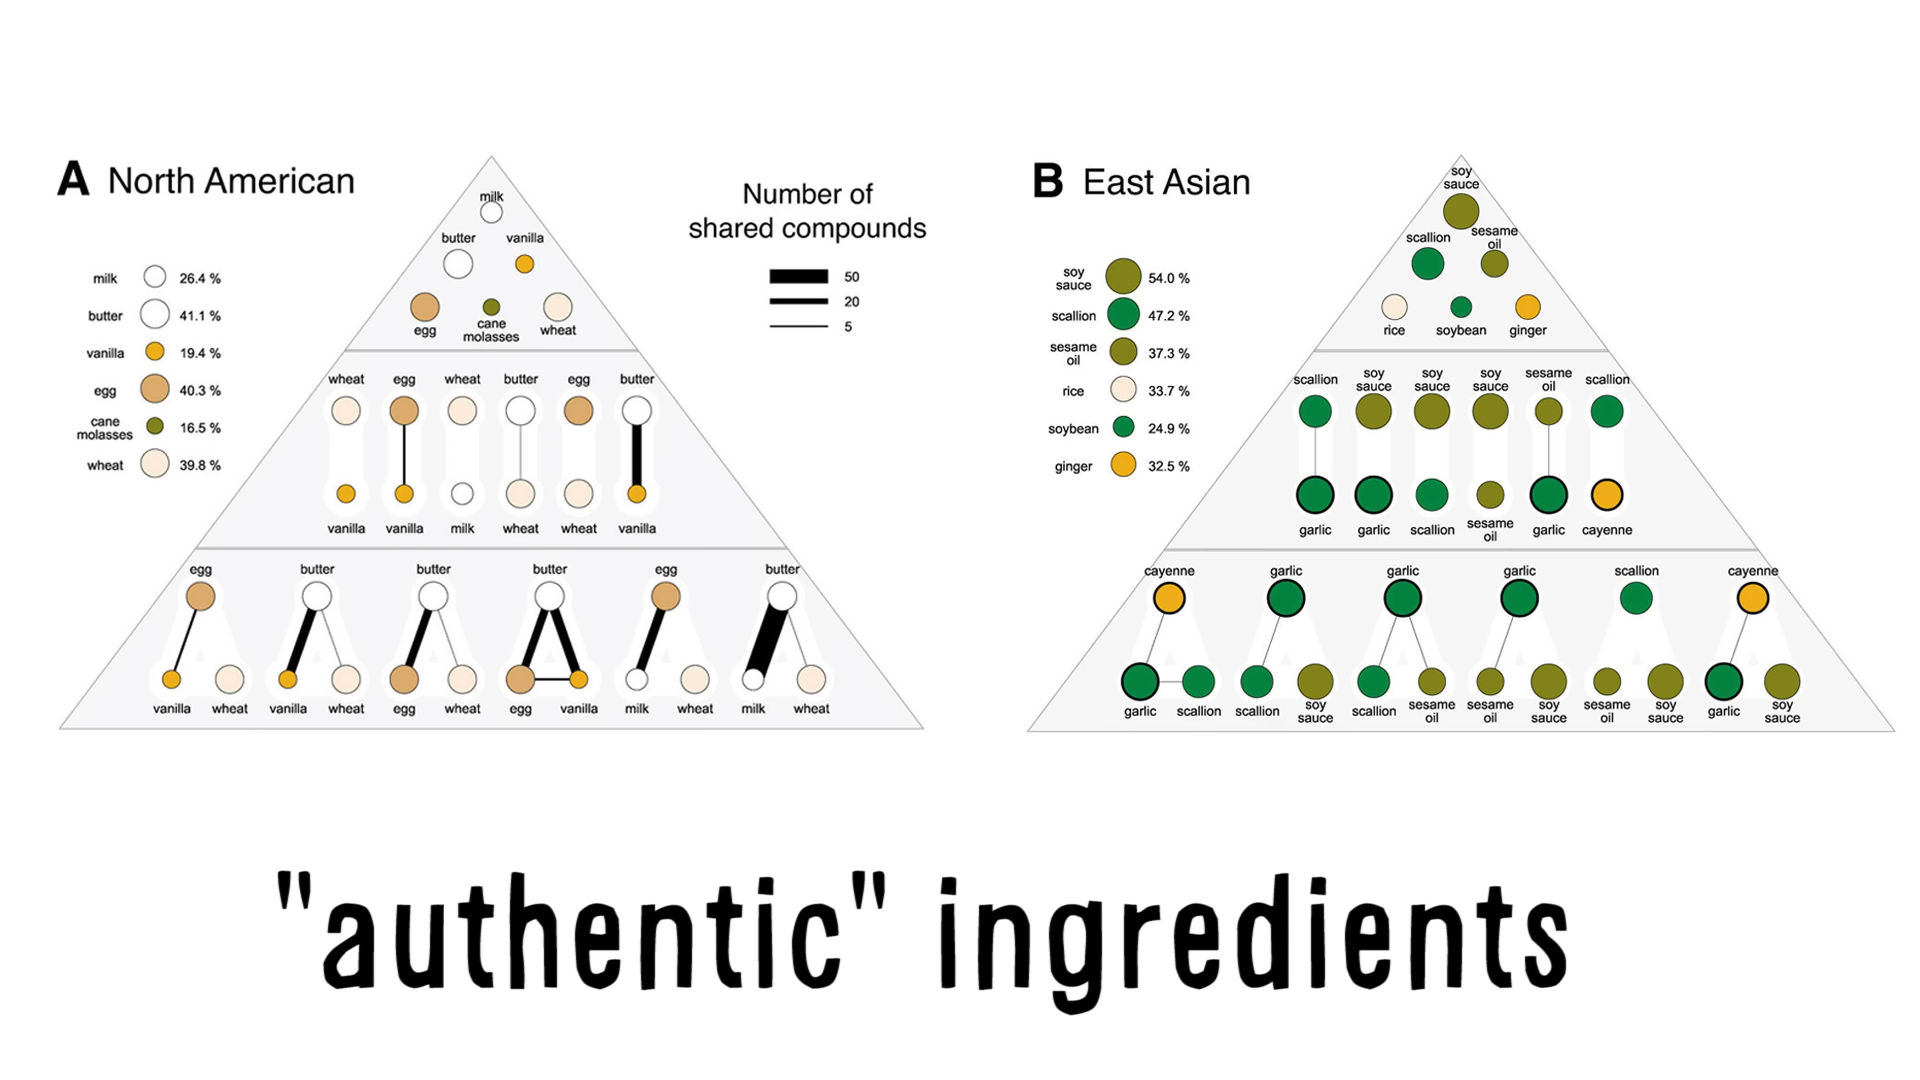 A North American
milk 26.4 %
butter 41.1 %
vanilla 19.4 %
egg 40.3 %
cane
molasses 16.5 %
wheat 39.8 %
milk
butter vanilla
egg cane
molasses wheat
wheat egg wheat butter egg butter
vanilla vanilla milk wheat wheat vanilla
egg butter butter butter egg butter
vanilla wheat vanilla wheat egg wheat egg vanilla milk wheat milk wheat
Number of
shared compounds
50
20
5
B East Asian
soy
sauce 54.0 %
scallion 47.2 %
sesame
oil 37.3 %
rice 33.7 %
soybean 24.9 %
ginger 32.5 %
soy
sauce
scallion sesame
oil
rice soybean ginger
scallion soy
sauce soy
sauce soy
sauce sesame
oil scallion
garlic garlic scallion sesame
oil garlic cayenne
cayenne garlic garlic garlic scallion cayenne
garlic scallion scallion soy
sauce scallion sesame
oil sesame
oil soy
sauce sesame
oil soy
sauce garlic soy
sauce
"authentic" ingredients